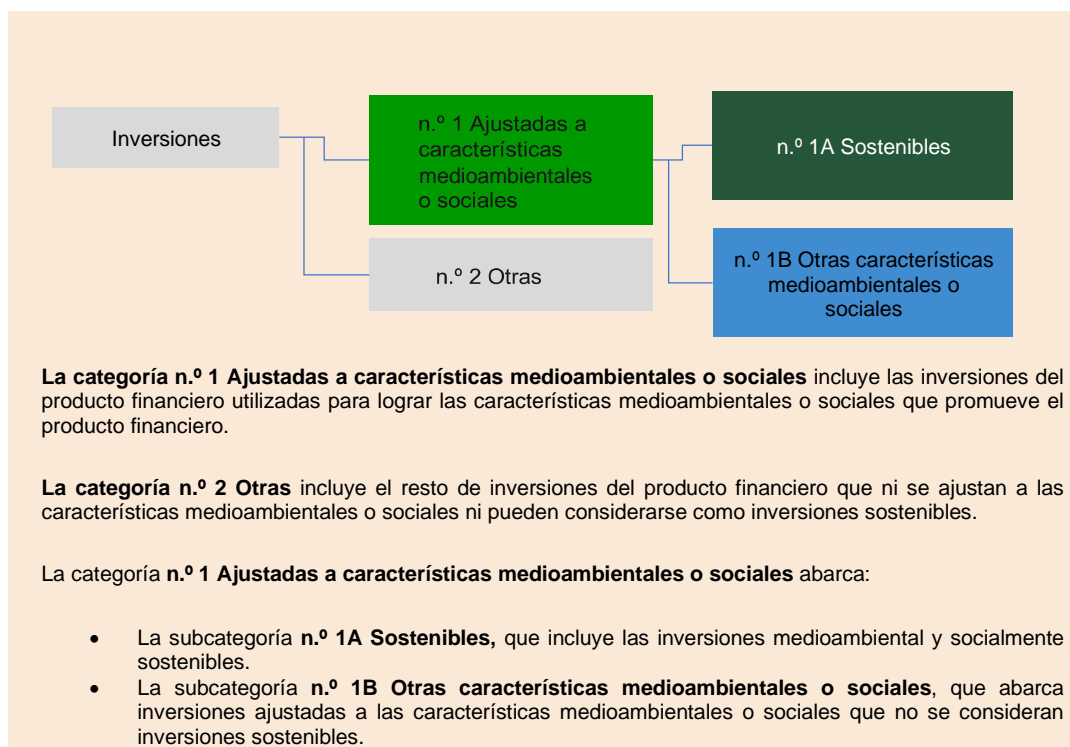 Inversiones
n.º 1 Ajustadas a
características
medioambientales
o sociales
n.º 2 Otras
n.º 1A Sostenibles
n.º 1B Otras características
medioambientales o
sociales
La categoría n.º 1 Ajustadas a características medioambientales o sociales incluye las inversiones del
producto financiero utilizadas para lograr las características medioambientales o sociales que promueve el
producto financiero.
La categoría n.º 2 Otras incluye el resto de inversiones del producto financiero que ni se ajustan a las
características medioambientales o sociales ni pueden considerarse como inversiones sostenibles.
La categoría n.º 1 Ajustadas a características medioambientales o sociales abarca:
• La subcategoría n.º 1A Sostenibles, que incluye las inversiones medioambiental y socialmente
sostenibles.
• La subcategoría n.º 1B Otras características medioambientales o sociales, que abarca
inversiones ajustadas a las características medioambientales o sociales que no se consideran
inversiones sostenibles.